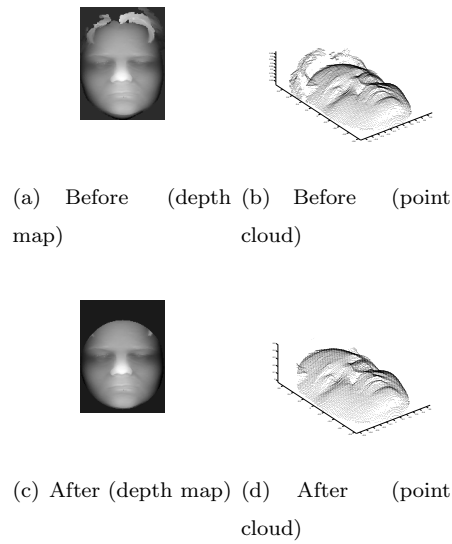 (a) Before (depth map)
(b) Before (point cloud)
(c) After (depth map)
(d) After (point cloud)